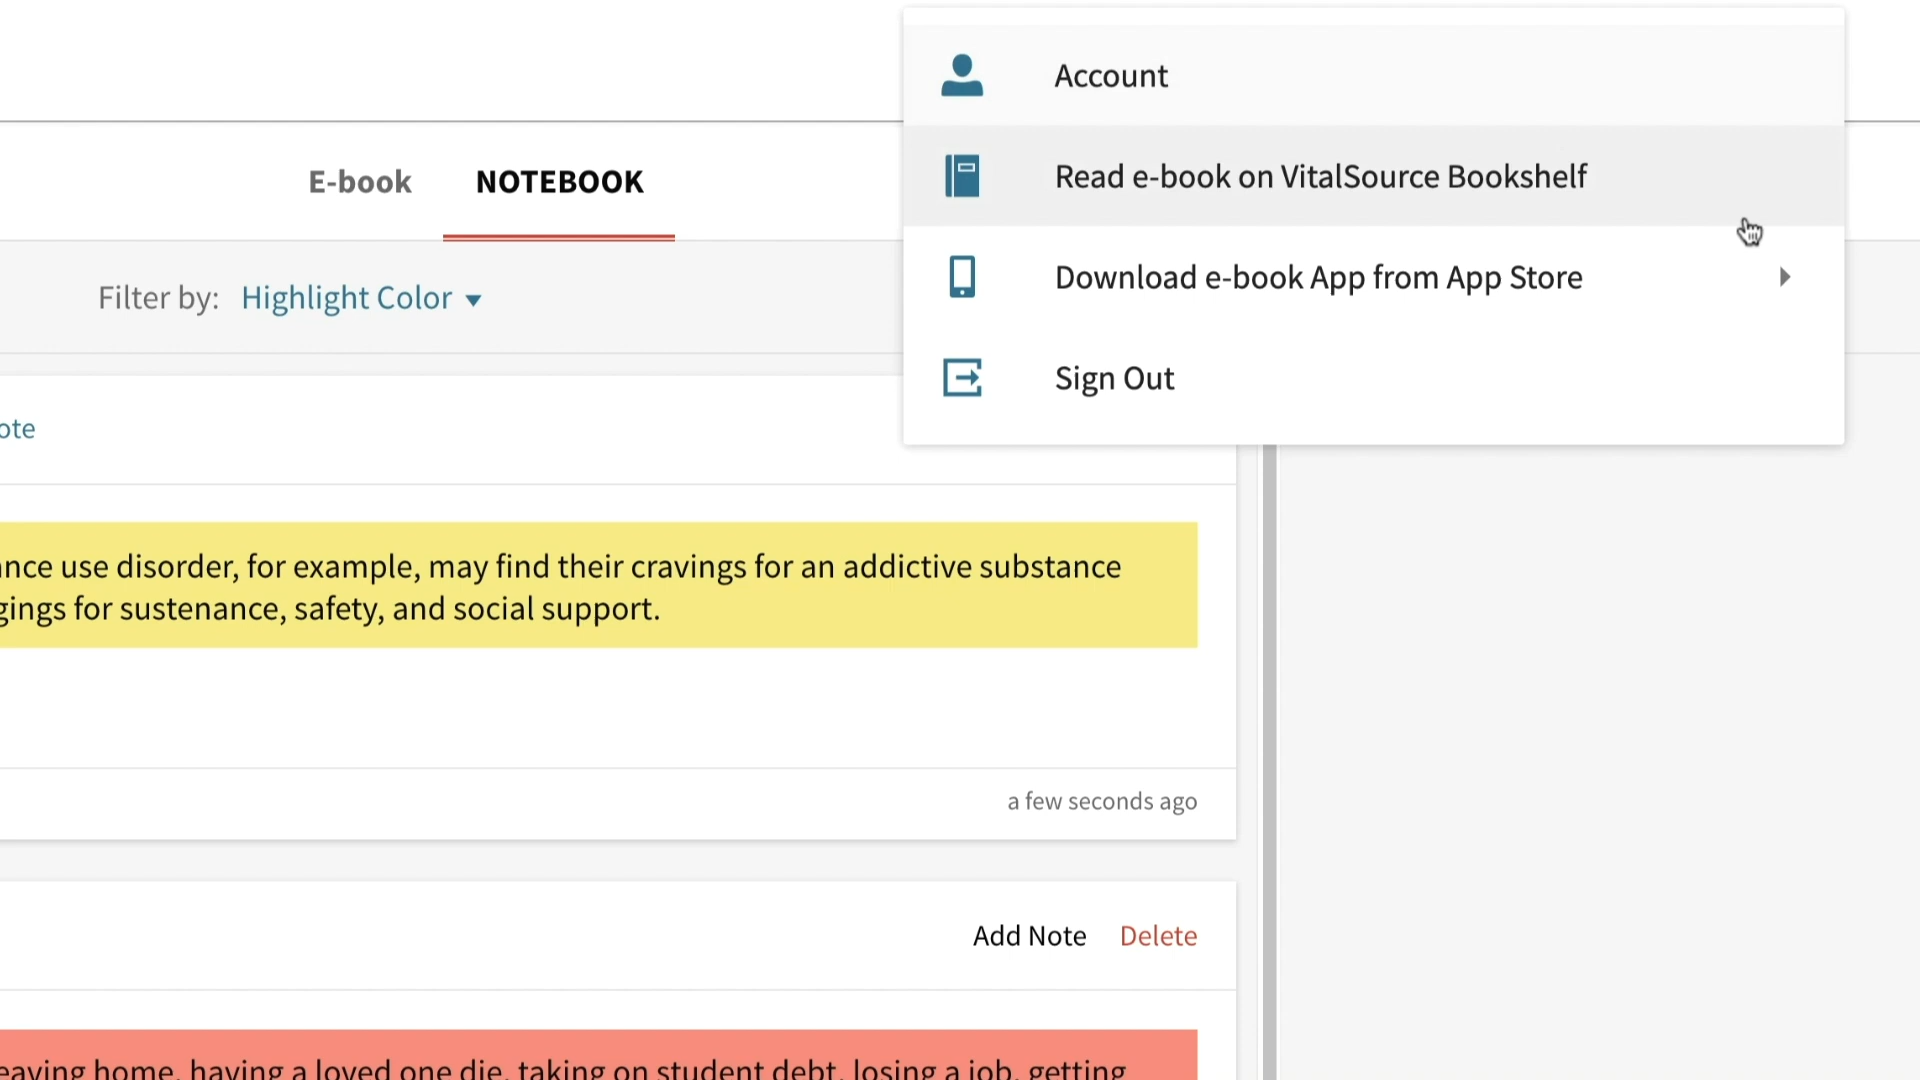 Account
Read e-book on VitalSource Bookshelf
Download e-book App from App Store
Sign Out
E-book NOTEBOOK
Filter by: Highlight Color
ote
nce use disorder, for example, may find their cravings for an addictive substance
gings for sustenance, safety, and social support.
a few seconds ago
Add Note Delete
eaving home, having a loved one die, taking on student debt, losing a job, getting